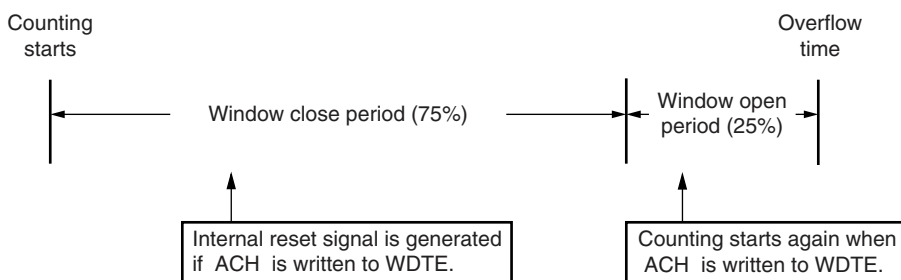 Counting
starts
Overflow
time
Window close period (75%)
Window open
period (25%)
Internal reset signal is generated
if ACH is written to WDTE.
Counting starts again when
ACH is written to WDTE.